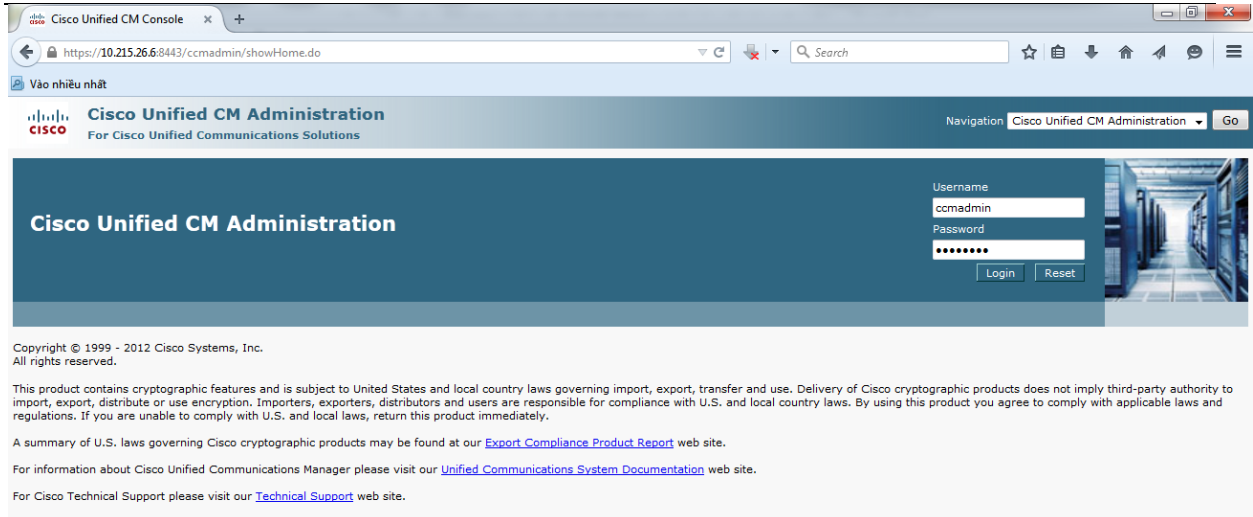 Cisco Unified CM Console
https://10.215.26.6:8443/ccmadmin/showHome.do
Search
Vào nhiều nhất
CISCO
Cisco Unified CM Administration
For Cisco Unified Communications Solutions
Navigation Cisco Unified CM Administration Go
Cisco Unified CM Administration
Username
ccmadmin
Password
••••••••
Login Reset
Copyright © 1999 - 2012 Cisco Systems, Inc.
All rights reserved.
This product contains cryptographic features and is subject to United States and local country laws governing import, export, transfer and use. Delivery of Cisco cryptographic products does not imply third-party authority to
import, export, distribute or use encryption. Importers, exporters, distributors and users are responsible for compliance with U.S. and local country laws. By using this product you agree to comply with applicable laws and
regulations. If you are unable to comply with U.S. and local laws, return this product immediately.
A summary of U.S. laws governing Cisco cryptographic products may be found at our Export Compliance Product Report web site.
For information about Cisco Unified Communications Manager please visit our Unified Communications System Documentation web site.
For Cisco Technical Support please visit our Technical Support web site.